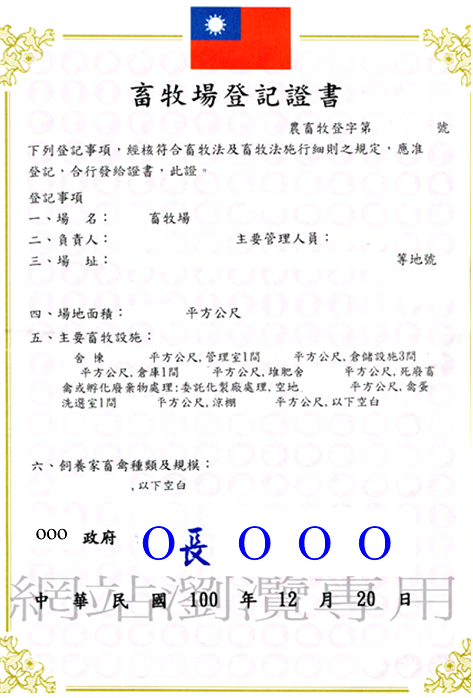 畜牧場登記證書
農畜牧登字第 號
下列登記事項，經核符合畜牧法及畜牧法施行細則之規定，應准
登記，合行發給證書，此證。
登記事項
一、場 名： 畜牧場
二、負責人： 主要管理人員：
三、場 址： 等地號
四、場地面積： 平方公尺
五、主要畜牧設施：
舍 棟 平方公尺,管理室1間 平方公尺,倉儲設施3間
平方公尺,倉庫1間 平方公尺,堆肥舍 平方公尺,死廢畜
禽或孵化廢棄物處理:委託化製廠處理,空地 平方公尺,禽蛋
洗選室1間 平方公尺,涼棚 平方公尺,以下空白
六、飼養家畜禽種類及規模：
,以下空白
OOO 政府 O長 O O O
網站瀏覽專用
中 華 民 國 100 年 12 月 20 日